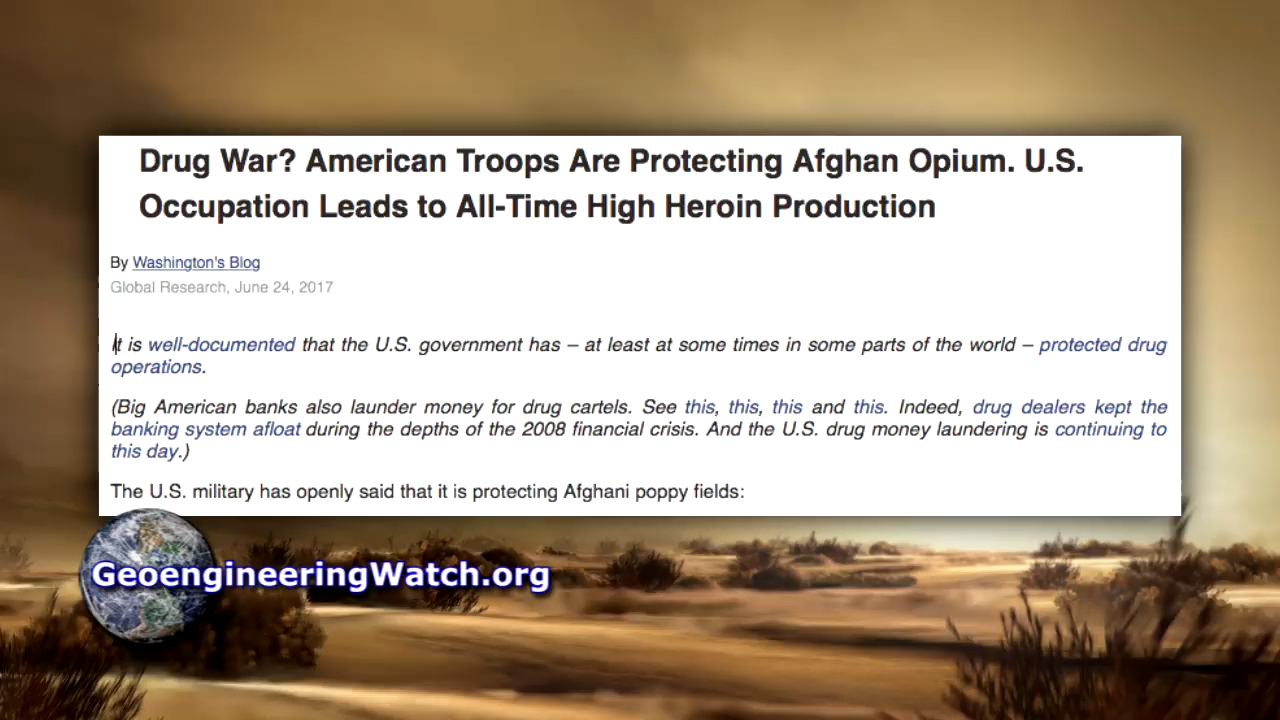 Drug War? American Troops Are Protecting Afghan Opium. U.S.
Occupation Leads to All-Time High Heroin Production
By Washington's Blog
Global Research, June 24, 2017
It is well-documented that the U.S. government has – at least at some times in some parts of the world – protected drug
operations.
(Big American banks also launder money for drug cartels. See this, this, this and this. Indeed, drug dealers kept the
banking system afloat during the depths of the 2008 financial crisis. And the U.S. drug money laundering is continuing to
this day.)
The U.S. military has openly said that it is protecting Afghani poppy fields:
GeoengineeringWatch.org